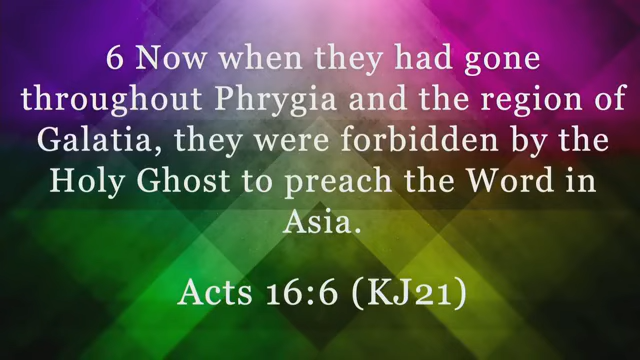 6 Now when they had gone
throughout Phrygia and the region of
Galatia, they were forbidden by the
Holy Ghost to preach the Word in
Asia.
Acts 16:6 (KJ21)